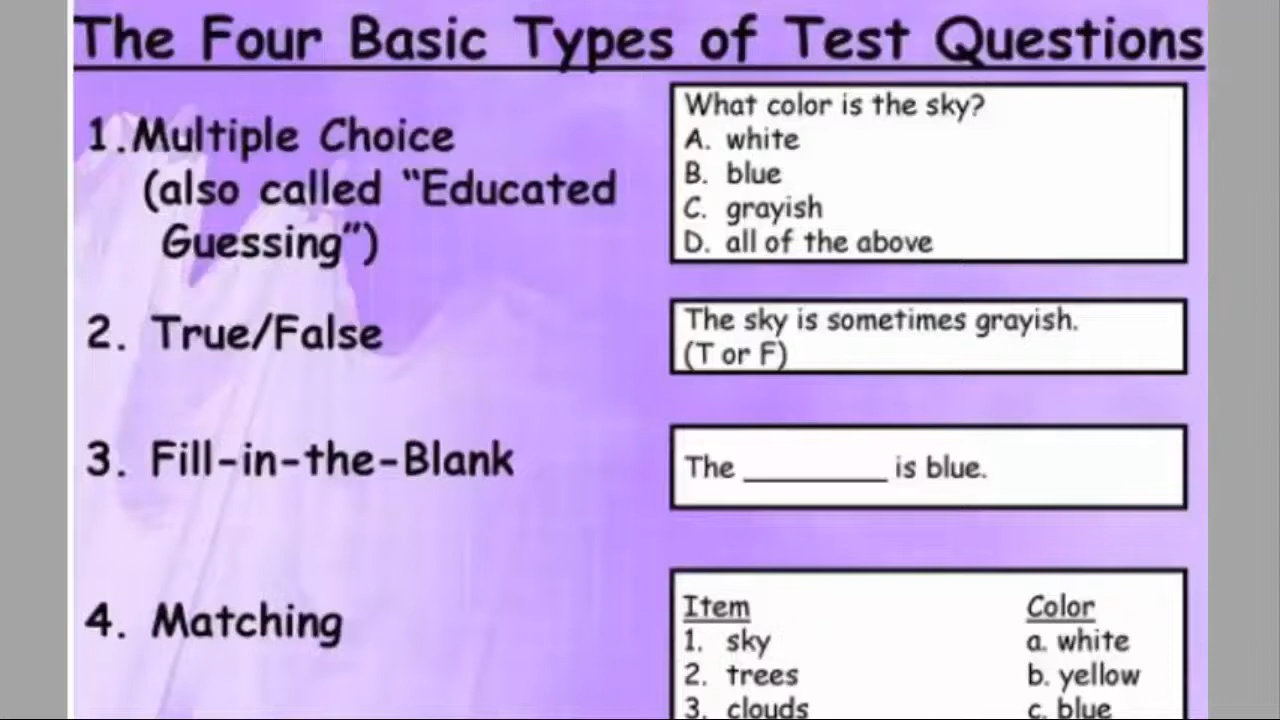 The Four Basic Types of Test Questions
1.Multiple Choice
(also called “Educated
Guessing”)
What color is the sky?
A. white
B. blue
C. grayish
D. all of the above
2. True/False
The sky is sometimes grayish.
(T or F)
3. Fill-in-the-Blank
The _________ is blue.
4. Matching
Item Color
1. sky a. white
2. trees b. yellow
3. clouds c. blue